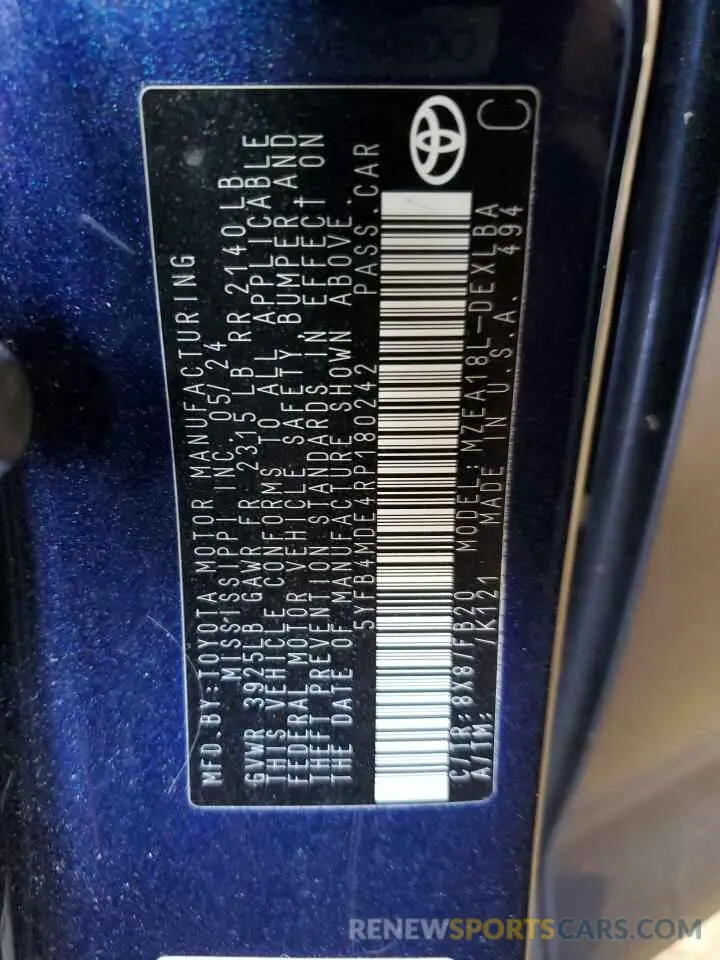 MFD.BY:TOYOTA MOTOR MANUFACTURING
MISSISSIPPI INC. 05/24
GVWR 3925LB GAWR FR 2315 LB RR 2140 LB
THIS VEHICLE CONFORMS TO ALL APPLICABLE
FEDERAL MOTOR VEHICLE SAFETY, BUMPER, AND
THEFT PREVENTION STANDARDS IN EFFECT ON
THE DATE OF MANUFACTURE SHOWN ABOVE.
5YFB4MDE4RP180242 PASS.CAR
C/TR: 8X8/FB20 MODEL:MZEA18L-DEXLBA
A/TM: /K121 MADE IN U.S.A. 494
C
RENEWSPORTSCARS.COM